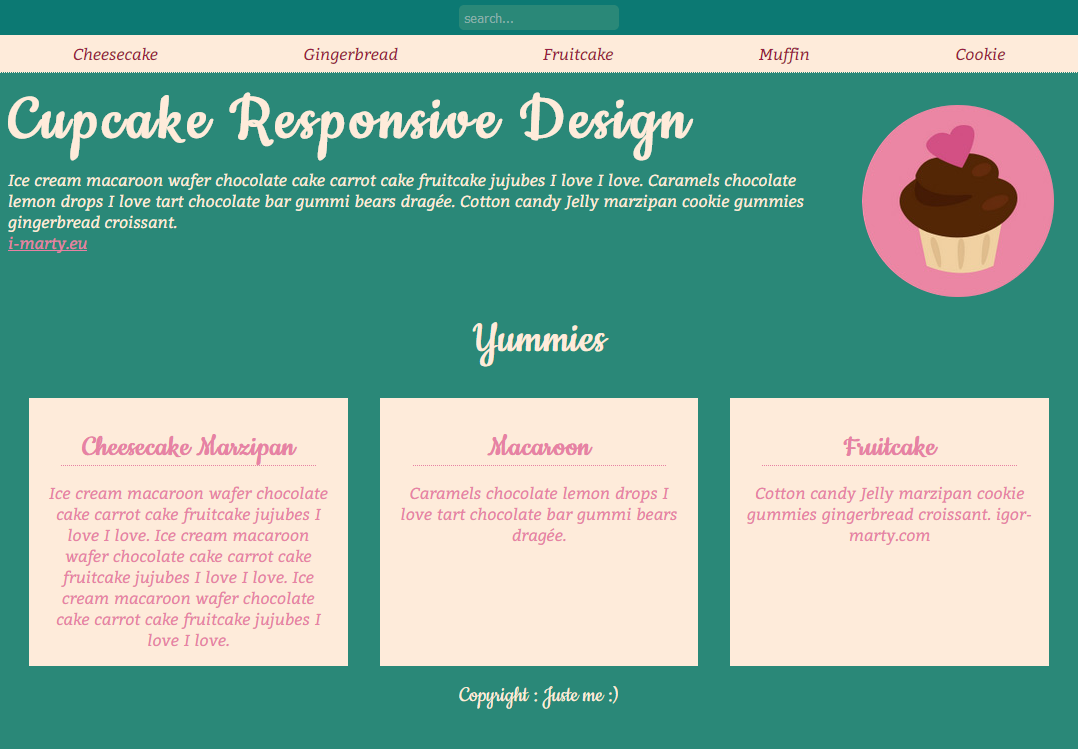 search...
Cheesecake Gingerbread Fruitcake Muffin Cookie
Cupcake Responsive Design
Ice cream macaroon wafer chocolate cake carrot cake fruitcake jujubes I love I love. Caramels chocolate
lemon drops I love tart chocolate bar gummi bears dragée. Cotton candy Jelly marzipan cookie gummies
gingerbread croissant.
i-marty.eu
Yummies
Cheesecake Marzipan
Ice cream macaroon wafer chocolate
cake carrot cake fruitcake jujubes I
love I love. Ice cream macaroon
wafer chocolate cake carrot cake
fruitcake jujubes I love I love. Ice
cream macaroon wafer chocolate
cake carrot cake fruitcake jujubes I
love I love.
Macaroon
Caramels chocolate lemon drops I
love tart chocolate bar gummi bears
dragée.
Fruitcake
Cotton candy Jelly marzipan cookie
gummies gingerbread croissant. igor-
marty.com
Copyright : Juste me :)